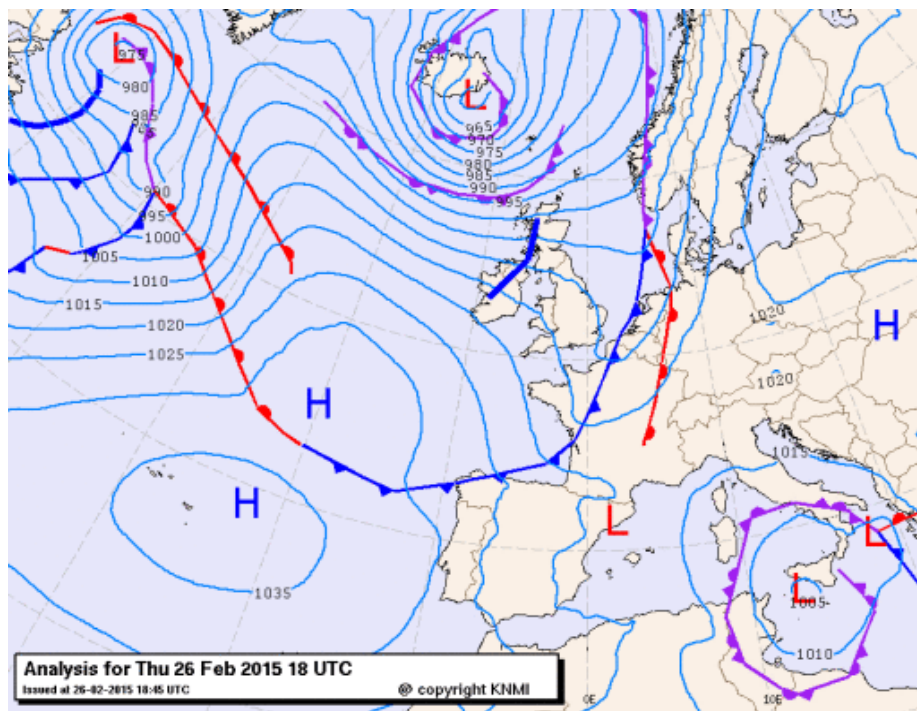 L
975
980
985
990
995
1000
1005
1010
1015
1020
1025
L
965
970
975
980
985
990
995
H
H
1035
H
1020
1020
1015
L
L
L
1005
1010
0E
10E
Analysis for Thu 26 Feb 2015 18 UTC
Issued at 26-02-2015 18:45 UTC
@ copyright KNMI